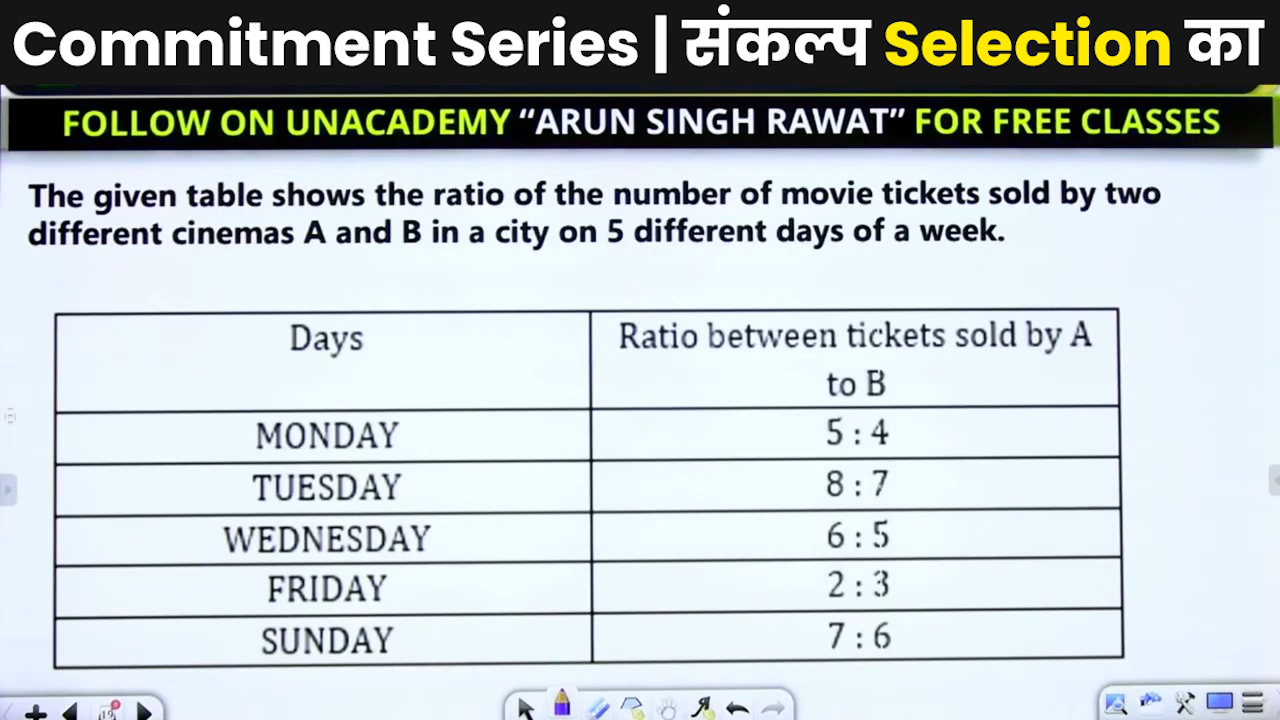 Commitment Series | संकल्प Selection का
FOLLOW ON UNACADEMY “ARUN SINGH RAWAT” FOR FREE CLASSES
The given table shows the ratio of the number of movie tickets sold by two
different cinemas A and B in a city on 5 different days of a week.
Days Ratio between tickets sold by A
to B
MONDAY 5 : 4
TUESDAY 8 : 7
WEDNESDAY 6 : 5
FRIDAY 2 : 3
SUNDAY 7 : 6